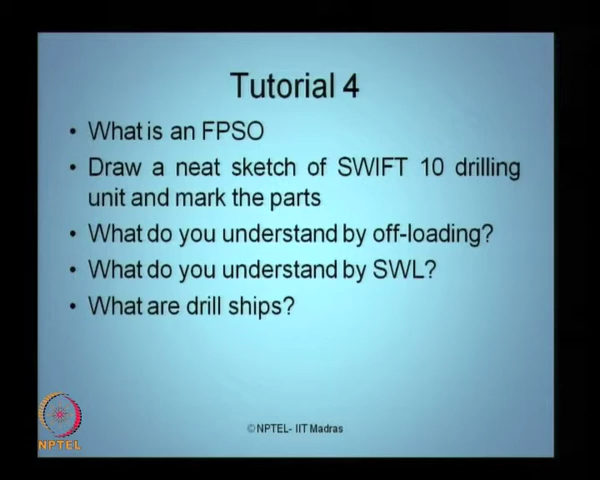 Tutorial 4
• What is an FPSO
• Draw a neat sketch of SWIFT 10 drilling
unit and mark the parts
• What do you understand by off-loading?
• What do you understand by SWL?
• What are drill ships?
©NPTEL- IIT Madras
NPTEL